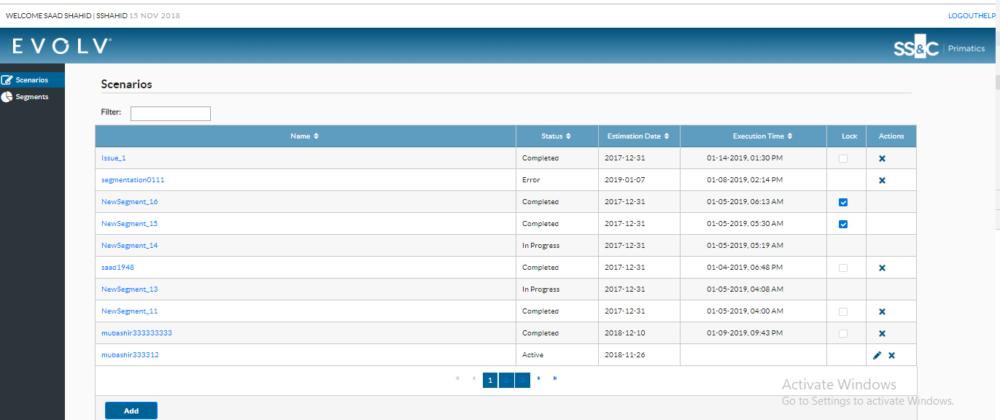 WELCOME SAAD SHAHID | SSHAHID 15 NOV 2018 LOGOUTHELP
EVOLV SS&C | Primatics
Scenarios
Segments
Scenarios
Filter:
Name Status Estimation Date Execution Time Lock Actions
Issue_1 Completed 2017-12-31 01-14-2019, 01:30 PM
segmentation0111 Error 2019-01-07 01-08-2019, 02:14 PM
NewSegment_16 Completed 2017-12-31 01-05-2019, 06:13 AM
NewSegment_15 Completed 2017-12-31 01-05-2019, 05:30 AM
NewSegment_14 In Progress 2017-12-31 01-05-2019, 05:19 AM
saad1948 Completed 2017-12-31 01-04-2019, 06:48 PM
NewSegment_13 In Progress 2017-12-31 01-05-2019, 04:08 AM
NewSegment_11 Completed 2017-12-31 01-05-2019, 04:00 AM
mubashir333333333 Completed 2018-12-10 01-09-2019, 09:43 PM
mubashir333312 Active 2018-11-26
1 2 3
Add
Activate Windows
Go to Settings to activate Windows.